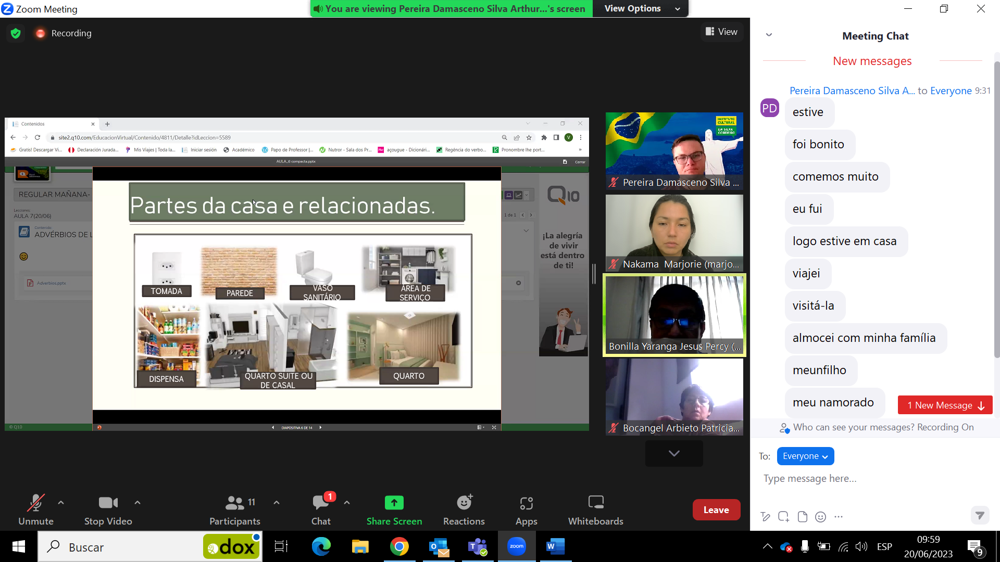 Zoom Meeting
You are viewing Pereira Damasceno Silva Arthur...'s screen
View Options
Recording
View
Contenidos
site2.q10.com/EducacionVirtual/Contenido/4811/Detalle?idLeccion=5589
Gratis! Descargar Vi...
Declaración Jurada...
Mis Viajes | Toda la...
Iniciar sesión
Académico
Papo de Professor |...
Nutror - Sala dos Pr...
açougue - Dicionári...
Regência do verbo...
Pronombre lhe port...
»
AULA_6 compacta.pptx
Cerrar
REGULAR MAÑANA-
Lecciones:
AULA 7(20/06)
Contenido:
ADVÉRBIOS DE L
Adverbios.pptx
1 de 1
Q10
¡La alegría
de vivir
está dentro
de ti!
Partes da casa e relacionadas.
TOMADA
PAREDE
VASO
SANITÁRIO
ÁREA DE
SERVIÇO
DISPENSA
QUARTO SUITE OU
DE CASAL
QUARTO
© Q10
DIAPOSITIVA 6 DE 14
INSTITUTO
CULTURAL
DA SILVA
CORDEIRO
Pereira Damasceno Silva ...
Nakama Marjorie (marjo...
Bonilla Yaranga Jesus Percy (...
Bocangel Arbieto Patricia...
Meeting Chat
New messages
Pereira Damasceno Silva A... to Everyone 9:31
PD
estive
foi bonito
comemos muito
eu fui
logo estive em casa
viajei
visitá-la
almocei com minha família
meunfilho
meu namorado
1 New Message
Who can see your messages? Recording On
To: Everyone
Type message here...
Unmute
Stop Video
11
Participants
1
Chat
Share Screen
Reactions
Apps
Whiteboards
Leave
Buscar
dox
zoom
ESP
09:59
20/06/2023
9